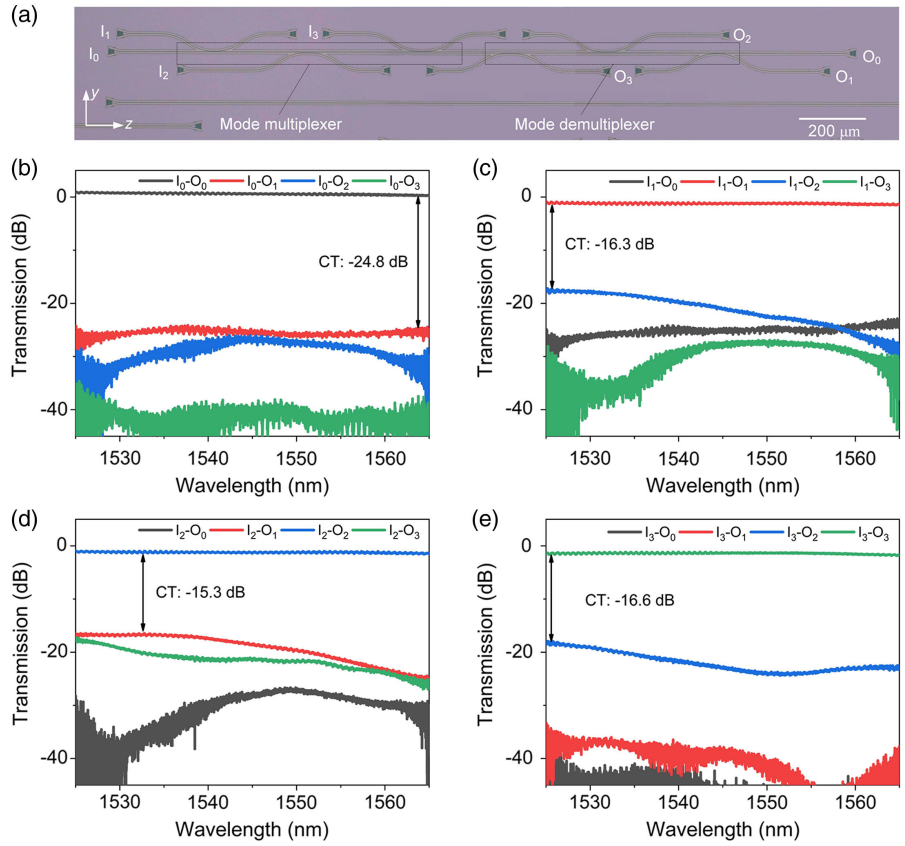 (a)
I1 I3 O2
I0 O0
I2 O3 O1
y
z
Mode multiplexer Mode demultiplexer
200 μm
(b)
I0-O0 I0-O1 I0-O2 I0-O3
0
-20
-40
CT: -24.8 dB
Transmission (dB)
1530 1540 1550 1560
Wavelength (nm)
(c)
I1-O0 I1-O1 I1-O2 I1-O3
0
-20
-40
CT: -16.3 dB
Transmission (dB)
1530 1540 1550 1560
Wavelength (nm)
(d)
I2-O0 I2-O1 I2-O2 I2-O3
0
-20
-40
CT: -15.3 dB
Transmission (dB)
1530 1540 1550 1560
Wavelength (nm)
(e)
I3-O0 I3-O1 I3-O2 I3-O3
0
-20
-40
CT: -16.6 dB
Transmission (dB)
1530 1540 1550 1560
Wavelength (nm)